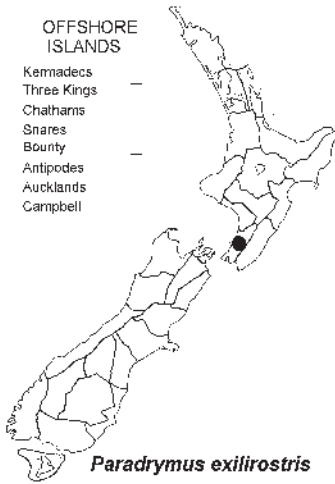 OFFSHORE
ISLANDS
Kermadecs
Three Kings
Chathams
Snares
Bounty
Antipodes
Aucklands
Campbell
Paradrymus exilirostris